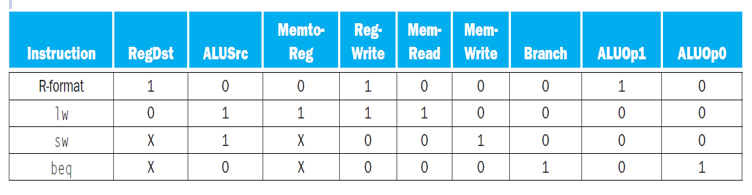 Instruction RegDst ALUSrc Memto-Reg Reg-Write Mem-Read Mem-Write Branch ALUOp1 ALUOp0
R-format 1 0 0 1 0 0 0 1 0
lw 0 1 1 1 1 0 0 0 0
sw X 1 X 0 0 1 0 0 0
beq X 0 X 0 0 0 1 0 1